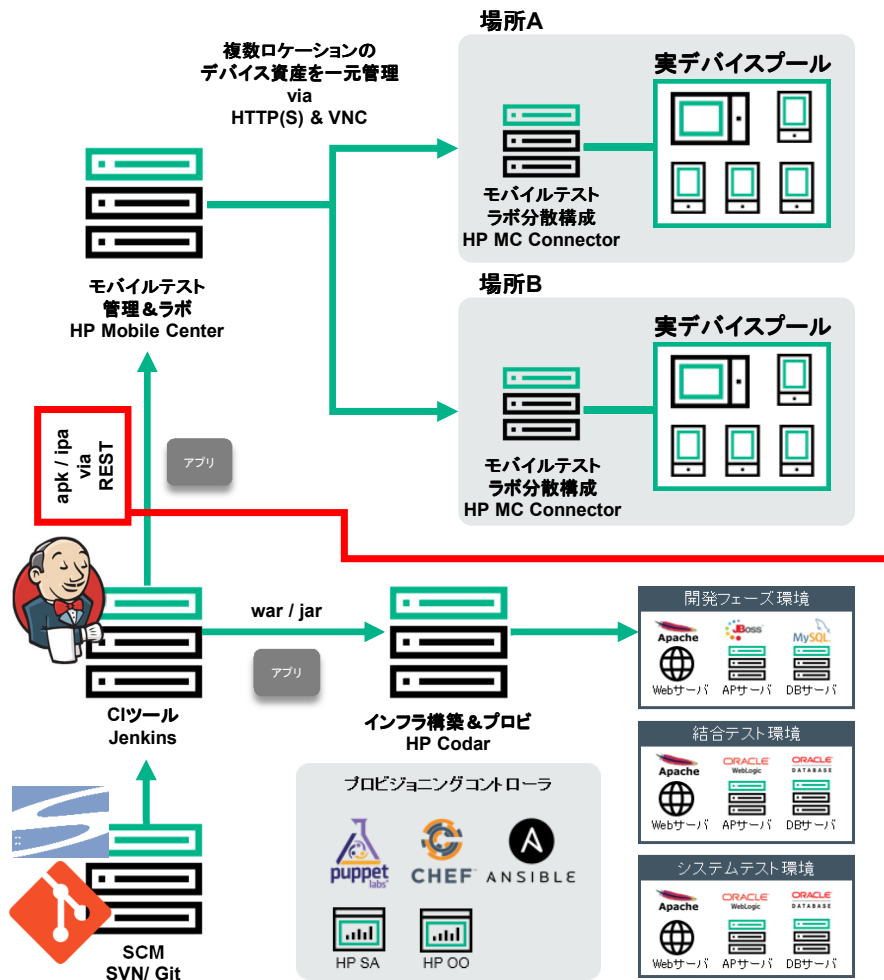 場所A
複数ロケーションの
デバイス資産を一元管理
via
HTTP(S) & VNC
実デバイスプール
モバイルテスト
ラボ分散構成
HP MC Connector
モバイルテスト
管理&ラボ
HP Mobile Center
場所B
実デバイスプール
モバイルテスト
ラボ分散構成
HP MC Connector
apk / ipa
via
REST
アプリ
war / jar
アプリ
CIツール
Jenkins
インフラ構築&プロビ
HP Codar
開発フェーズ環境
Apache
JBoss
MySQL
Webサーバ
APサーバ
DBサーバ
結合テスト環境
Apache
ORACLE
WebLogic
ORACLE
DATABASE
Webサーバ
APサーバ
DBサーバ
システムテスト環境
Apache
ORACLE
WebLogic
ORACLE
DATABASE
Webサーバ
APサーバ
DBサーバ
プロビジョニングコントローラ
puppet
labs
CHEF
ANSIBLE
HP SA
HP OO
SCM
SVN/ Git